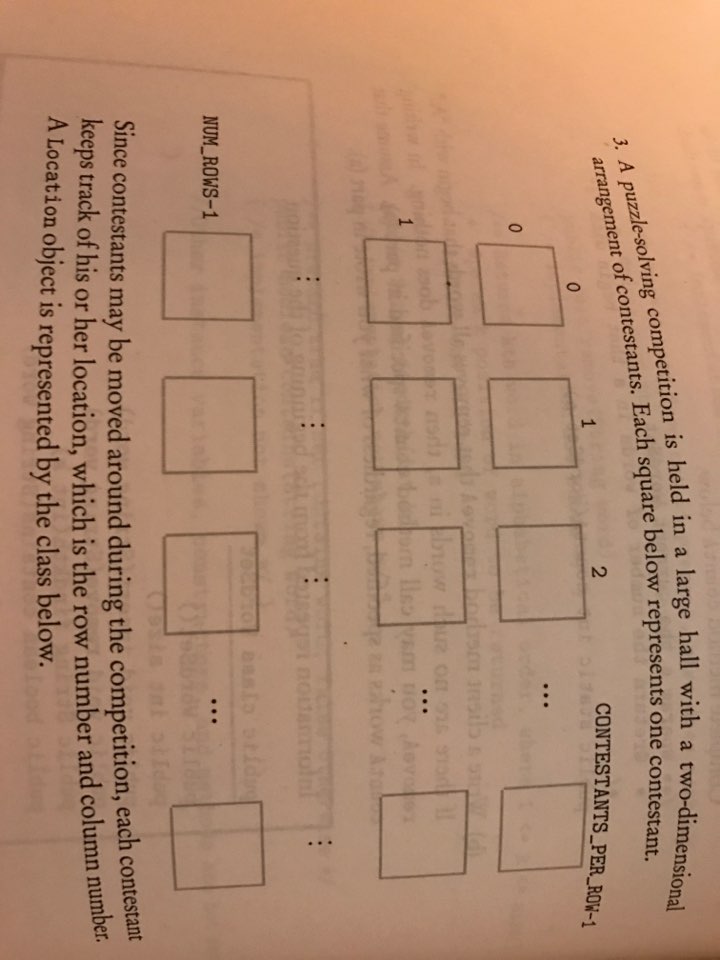 3. A puzzle-solving competition is held in a large hall with a two-dimensional
arrangement of contestants. Each square below represents one contestant.
0 1 2 CONTESTANTS_PER_ROW-1
0 ...
1 ...
⋮ ⋮ ⋮ ⋮
NUM_ROWS-1 ...
Since contestants may be moved around during the competition, each contestant
keeps track of his or her location, which is the row number and column number.
A Location object is represented by the class below.